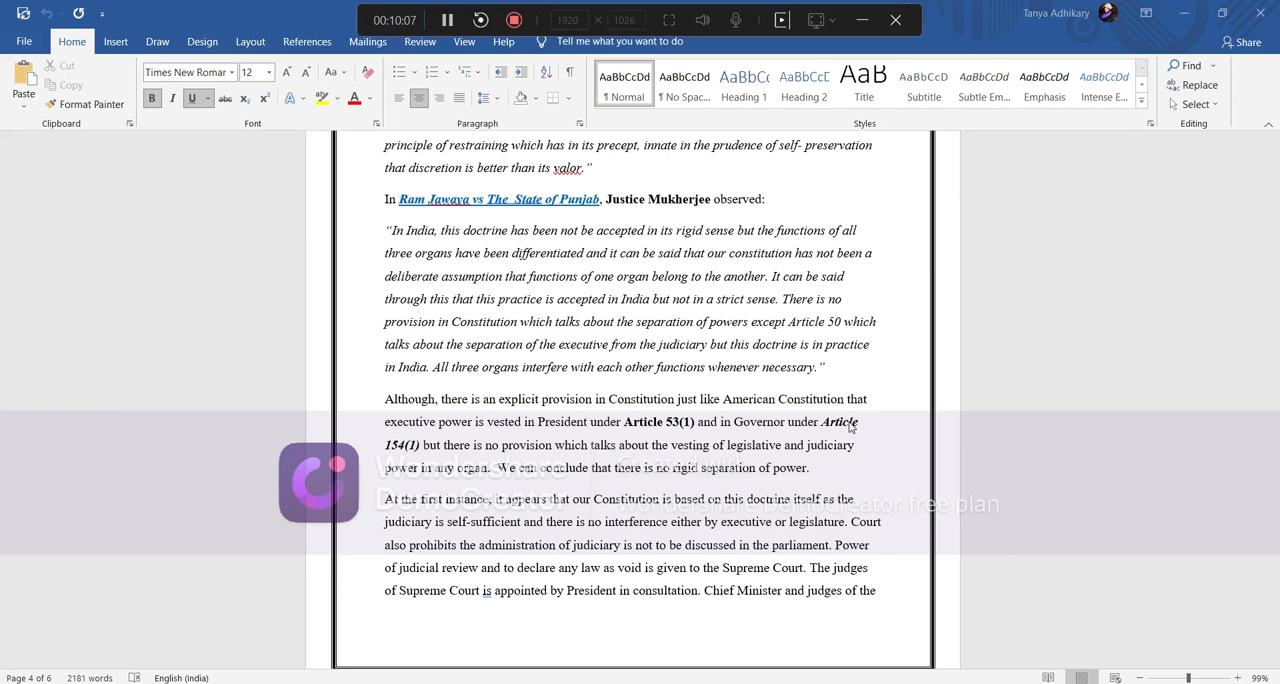 00:10:07
1920 × 1026
Tanya Adhikary
File Home Insert Draw Design Layout References Mailings Review View Help Tell me what you want to do
Share
Paste
Cut
Copy
Format Painter
Clipboard
Times New Roman 12
B I U abc x₂ x²
Font
Paragraph
AaBbCcDd AaBbCcDd AaBbCc AaBbCcD AaB AaBbCcD AaBbCcDd AaBbCcDd AaBbCcDd
¶ Normal ¶ No Spac... Heading 1 Heading 2 Title Subtitle Subtle Em... Emphasis Intense E...
Styles
Find
Replace
Select
Editing
principle of restraining which has in its precept, innate in the prudence of self- preservation
that discretion is better than its valor.”
In Ram Jawaya vs The State of Punjab, Justice Mukherjee observed:
“In India, this doctrine has been not be accepted in its rigid sense but the functions of all
three organs have been differentiated and it can be said that our constitution has not been a
deliberate assumption that functions of one organ belong to the another. It can be said
through this that this practice is accepted in India but not in a strict sense. There is no
provision in Constitution which talks about the separation of powers except Article 50 which
talks about the separation of the executive from the judiciary but this doctrine is in practice
in India. All three organs interfere with each other functions whenever necessary.”
Although, there is an explicit provision in Constitution just like American Constitution that
executive power is vested in President under Article 53(1) and in Governor under Article
154(1) but there is no provision which talks about the vesting of legislative and judiciary
power in any organ. We can conclude that there is no rigid separation of power.
At the first instance, it appears that our Constitution is based on this doctrine itself as the
judiciary is self-sufficient and there is no interference either by executive or legislature. Court
also prohibits the administration of judiciary is not to be discussed in the parliament. Power
of judicial review and to declare any law as void is given to the Supreme Court. The judges
of Supreme Court is appointed by President in consultation. Chief Minister and judges of the
Wondershare
DemoCreator
Created with
Wondershare DemoCreator free plan
Page 4 of 6 2181 words English (India) 99%